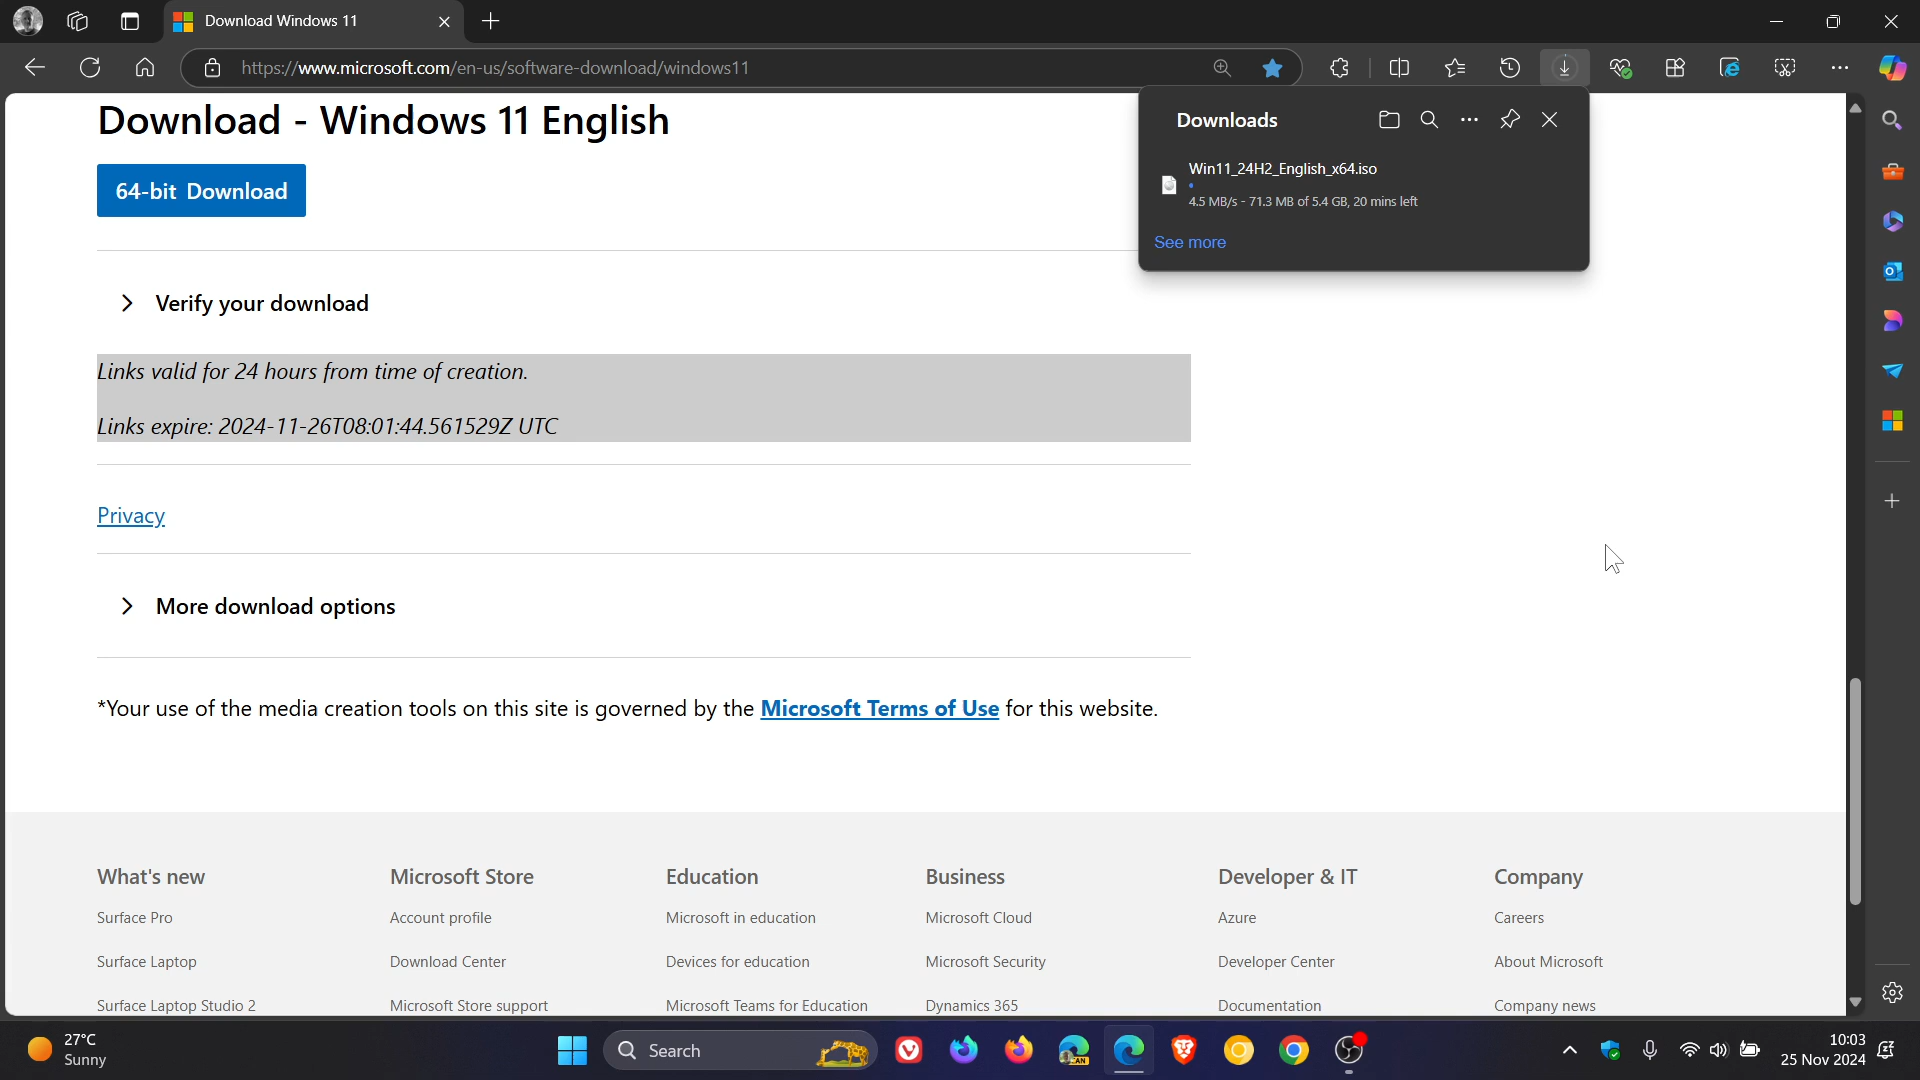 Download Windows 11
https://www.microsoft.com/en-us/software-download/windows11
Download - Windows 11 English
64-bit Download
Downloads
Win11_24H2_English_x64.iso
4.5 MB/s - 71.3 MB of 5.4 GB, 20 mins left
See more
Verify your download
Links valid for 24 hours from time of creation.
Links expire: 2024-11-26T08:01:44.561529Z UTC
Privacy
More download options
*Your use of the media creation tools on this site is governed by the Microsoft Terms of Use for this website.
What's new
Surface Pro
Surface Laptop
Surface Laptop Studio 2
Microsoft Store
Account profile
Download Center
Microsoft Store support
Education
Microsoft in education
Devices for education
Microsoft Teams for Education
Business
Microsoft Cloud
Microsoft Security
Dynamics 365
Developer & IT
Azure
Developer Center
Documentation
Company
Careers
About Microsoft
Company news
27°C
Sunny
Search
CAN
10:03
25 Nov 2024